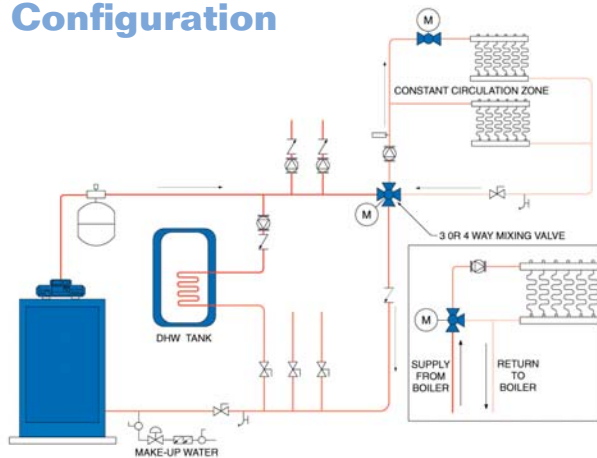 Configuration
M
CONSTANT CIRCULATION ZONE
M
3 0R 4 WAY MIXING VALVE
DHW TANK
M
SUPPLY
FROM
BOILER
RETURN
TO
BOILER
MAKE-UP WATER